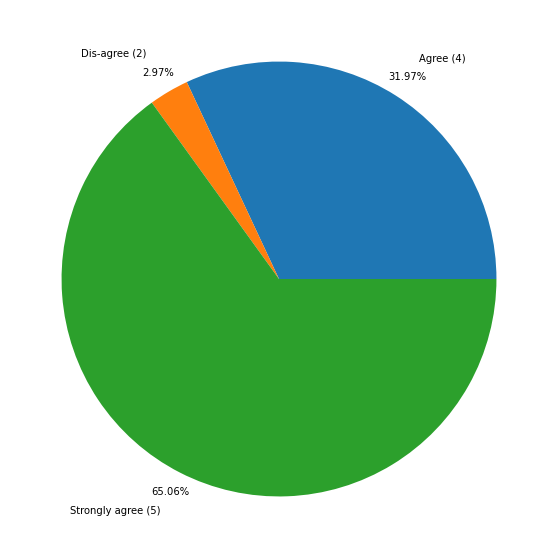 Dis-agree (2)
2.97%
Agree (4)
31.97%
65.06%
Strongly agree (5)